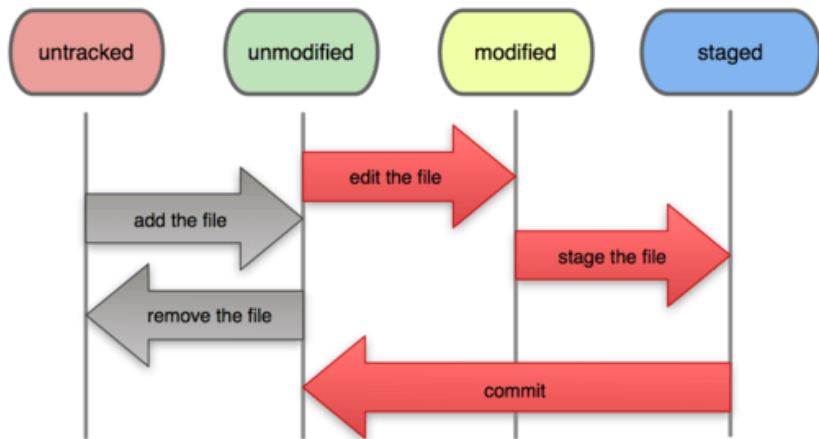 untracked
unmodified
modified
staged
edit the file
add the file
stage the file
remove the file
commit